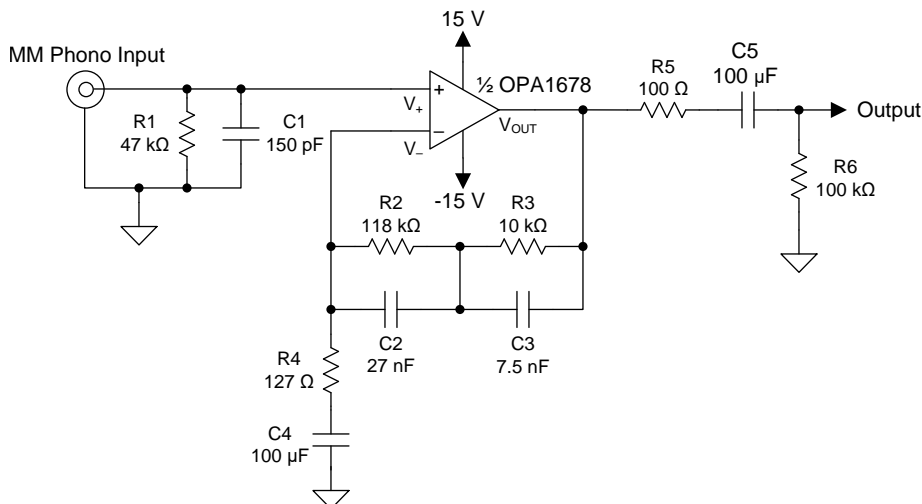 15 V
MM Phono Input
C5
100 µF
½ OPA1678
R5
100 Ω
+
V+
Output
R1
47 kΩ
C1
150 pF
VOUT
–
V–
R6
100 kΩ
-15 V
R2
118 kΩ
R3
10 kΩ
C2
27 nF
C3
7.5 nF
R4
127 Ω
C4
100 µF